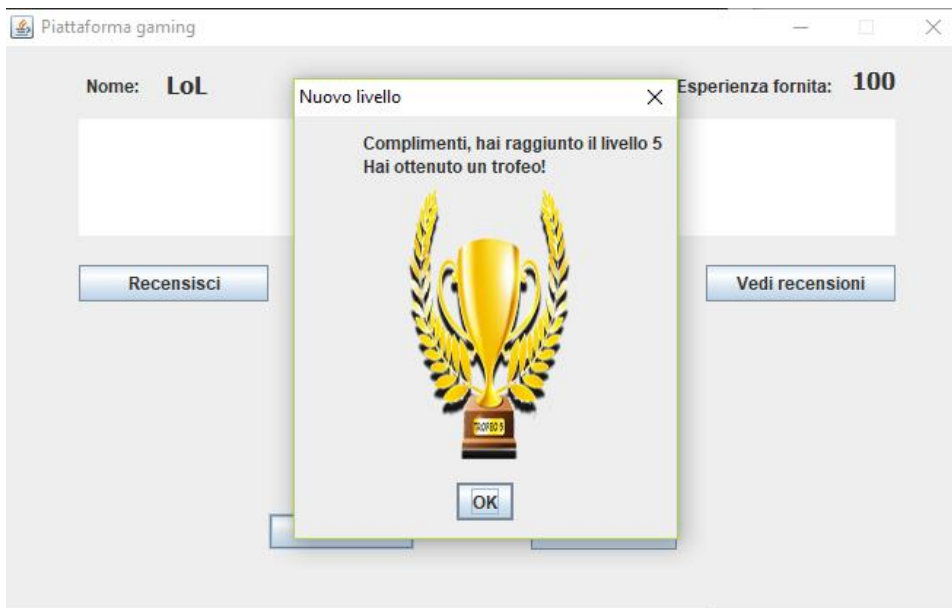 Piattaforma gaming
Nome: LoL
Esperienza fornita: 100
Nuovo livello
Complimenti, hai raggiunto il livello 5
Hai ottenuto un trofeo!
TROFEO 5
OK
Recensisci
Vedi recensioni